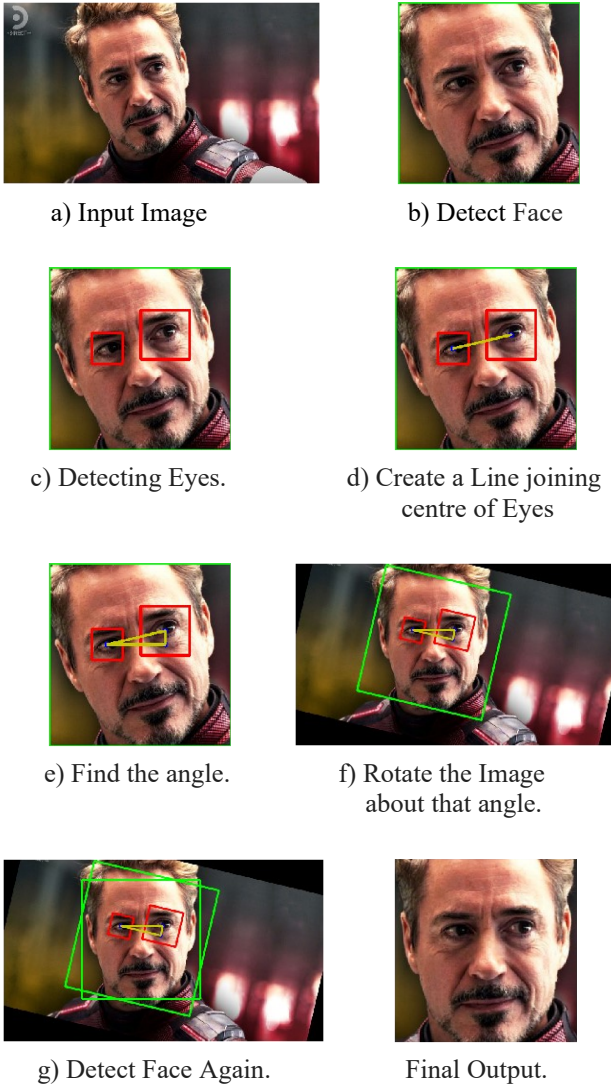 a) Input Image
b) Detect Face
c) Detecting Eyes.
d) Create a Line joining
centre of Eyes
e) Find the angle.
f) Rotate the Image
about that angle.
g) Detect Face Again.
Final Output.